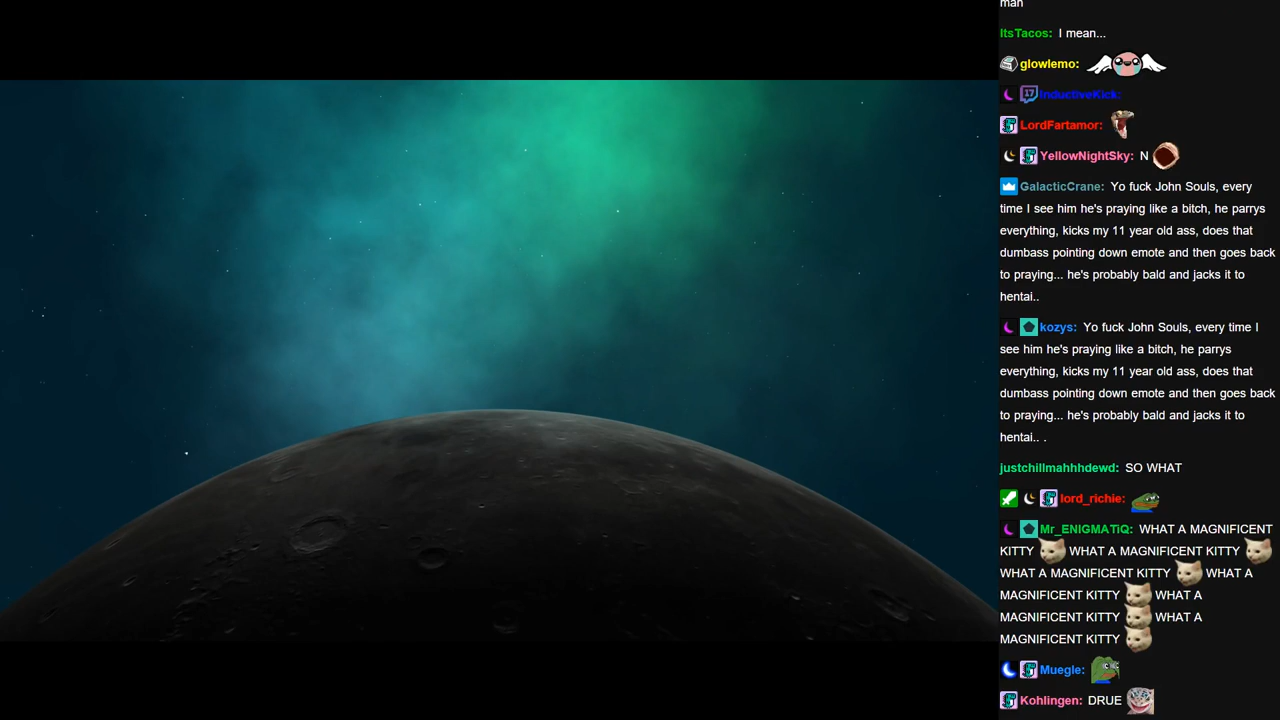 man
ItsTacos: I mean...
glowlemo:
InductiveKick:
LordFartamor:
YellowNightSky: N
GalacticCrane: Yo fuck John Souls, every
time I see him he's praying like a bitch, he parrys
everything, kicks my 11 year old ass, does that
dumbass pointing down emote and then goes back
to praying... he's probably bald and jacks it to
hentai..
kozys: Yo fuck John Souls, every time I
see him he's praying like a bitch, he parrys
everything, kicks my 11 year old ass, does that
dumbass pointing down emote and then goes back
to praying... he's probably bald and jacks it to
hentai.. .
justchillmahhhdewd: SO WHAT
lord_richie:
Mr_ENIGMATiQ: WHAT A MAGNIFICENT
KITTY WHAT A MAGNIFICENT KITTY
WHAT A MAGNIFICENT KITTY WHAT A
MAGNIFICENT KITTY WHAT A
MAGNIFICENT KITTY WHAT A
MAGNIFICENT KITTY
Muegle:
Kohlingen: DRUE